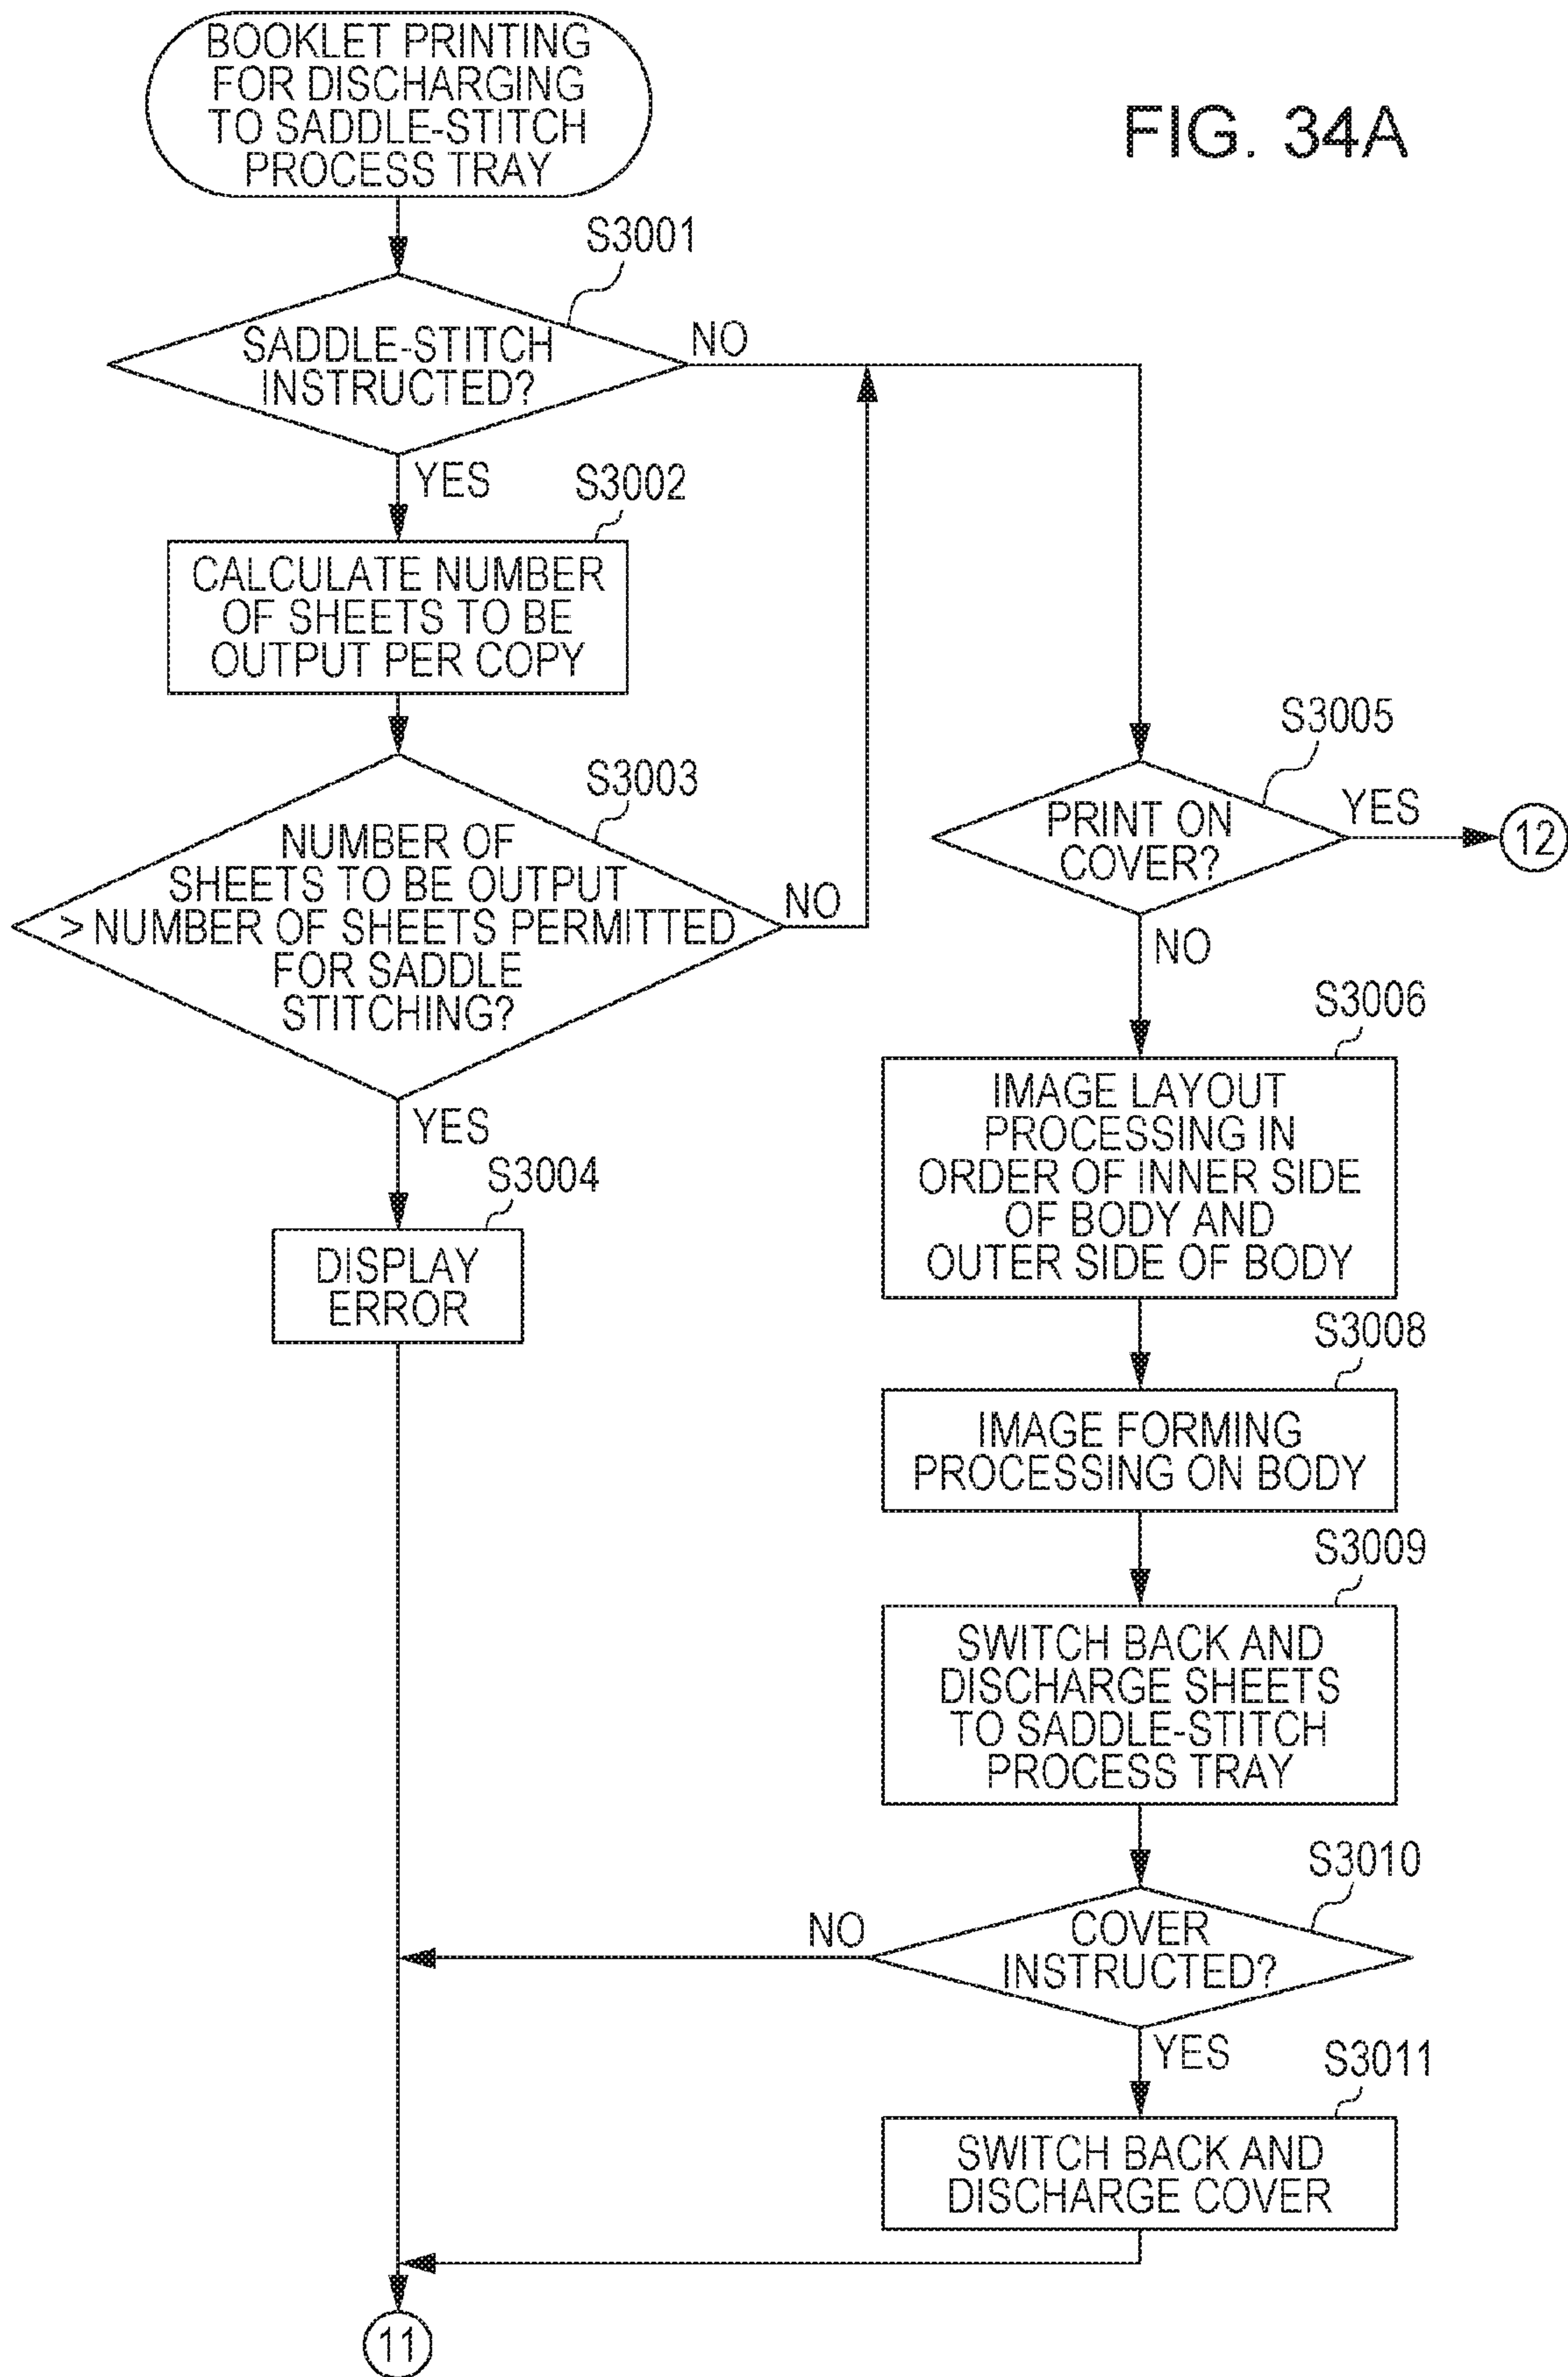 BOOKLET PRINTING
FOR DISCHARGING
TO SADDLE-STITCH
PROCESS TRAY
FIG. 34A
S3001
SADDLE-STITCH
INSTRUCTED?
NO
YES
S3002
CALCULATE NUMBER
OF SHEETS TO BE
OUTPUT PER COPY
S3003
NUMBER OF
SHEETS TO BE OUTPUT
> NUMBER OF SHEETS PERMITTED
FOR SADDLE
STITCHING?
NO
YES
S3004
DISPLAY
ERROR
S3005
PRINT ON
COVER?
YES
12
NO
S3006
IMAGE LAYOUT
PROCESSING IN
ORDER OF INNER SIDE
OF BODY AND
OUTER SIDE OF BODY
S3008
IMAGE FORMING
PROCESSING ON BODY
S3009
SWITCH BACK AND
DISCHARGE SHEETS
TO SADDLE-STITCH
PROCESS TRAY
S3010
COVER
INSTRUCTED?
NO
YES
S3011
SWITCH BACK AND
DISCHARGE COVER
11